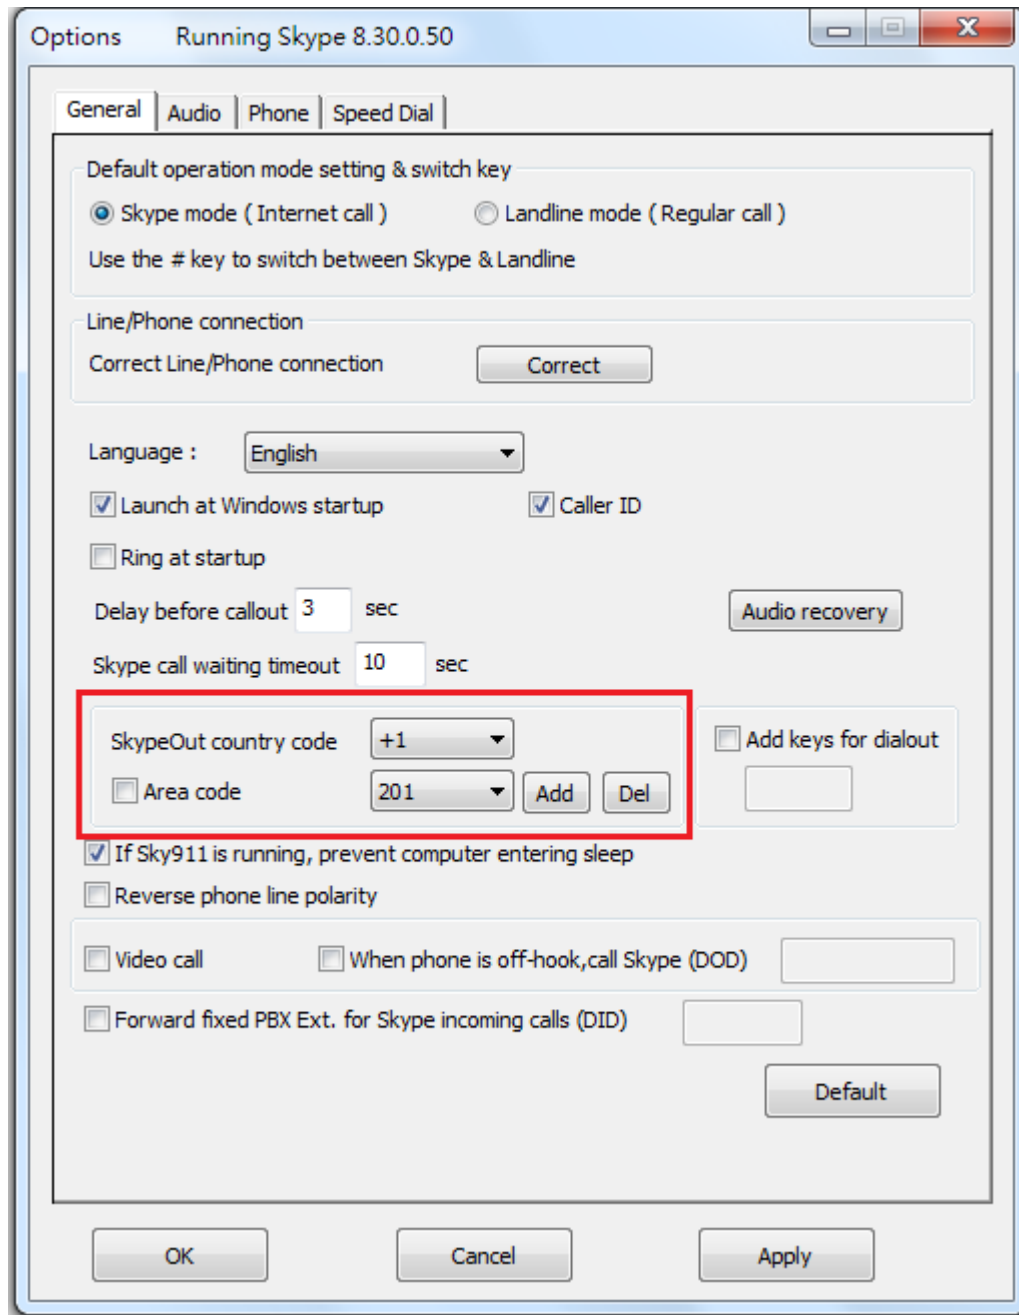 Options Running Skype 8.30.0.50
General Audio Phone Speed Dial
Default operation mode setting & switch key
Skype mode ( Internet call ) Landline mode ( Regular call )
Use the # key to switch between Skype & Landline
Line/Phone connection
Correct Line/Phone connection Correct
Language : English
Launch at Windows startup Caller ID
Ring at startup
Delay before callout 3 sec Audio recovery
Skype call waiting timeout 10 sec
SkypeOut country code +1 Add keys for dialout
Area code 201 Add Del
If Sky911 is running, prevent computer entering sleep
Reverse phone line polarity
Video call When phone is off-hook,call Skype (DOD)
Forward fixed PBX Ext. for Skype incoming calls (DID)
Default
OK Cancel Apply